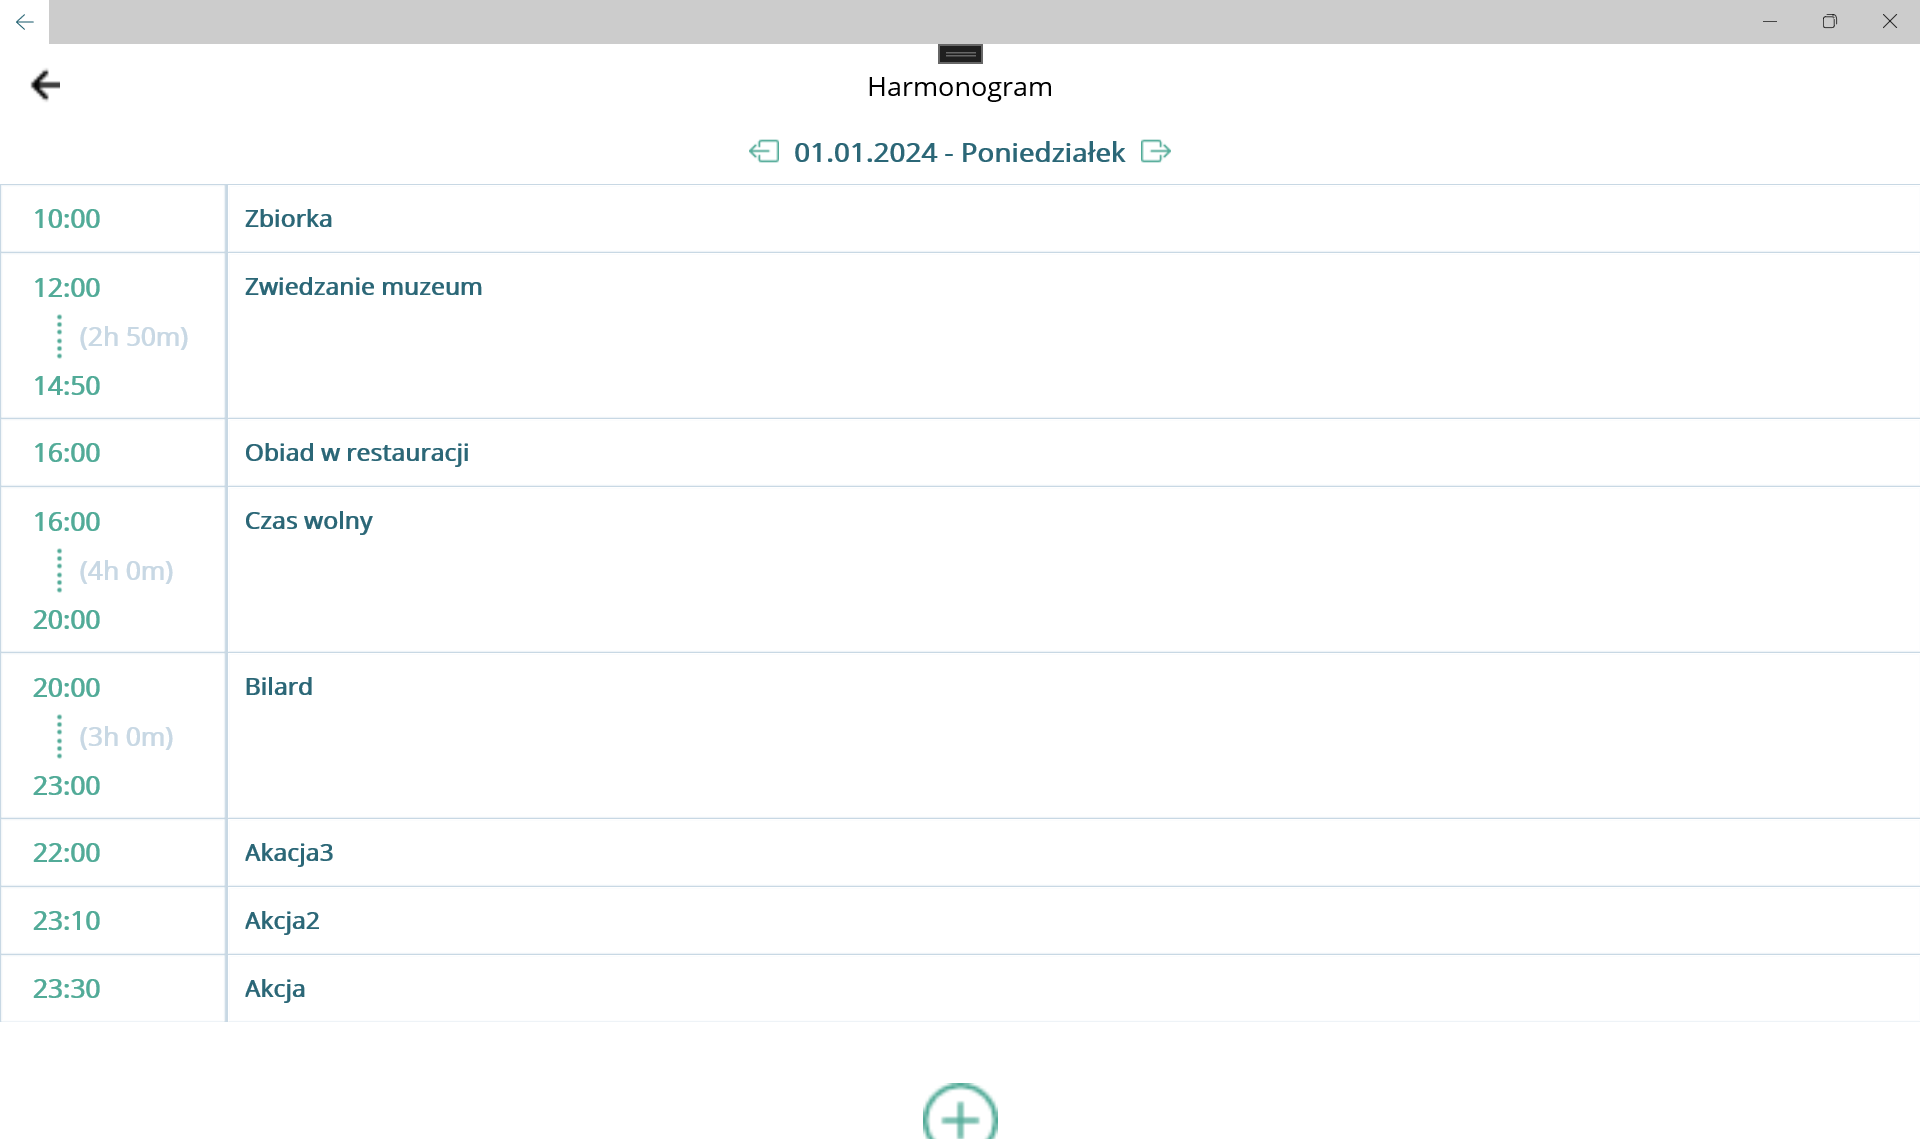 Harmonogram
01.01.2024 - Poniedziałek
10:00 Zbiorka
12:00 Zwiedzanie muzeum
(2h 50m)
14:50
16:00 Obiad w restauracji
16:00 Czas wolny
(4h 0m)
20:00
20:00 Bilard
(3h 0m)
23:00
22:00 Akacja3
23:10 Akcja2
23:30 Akcja